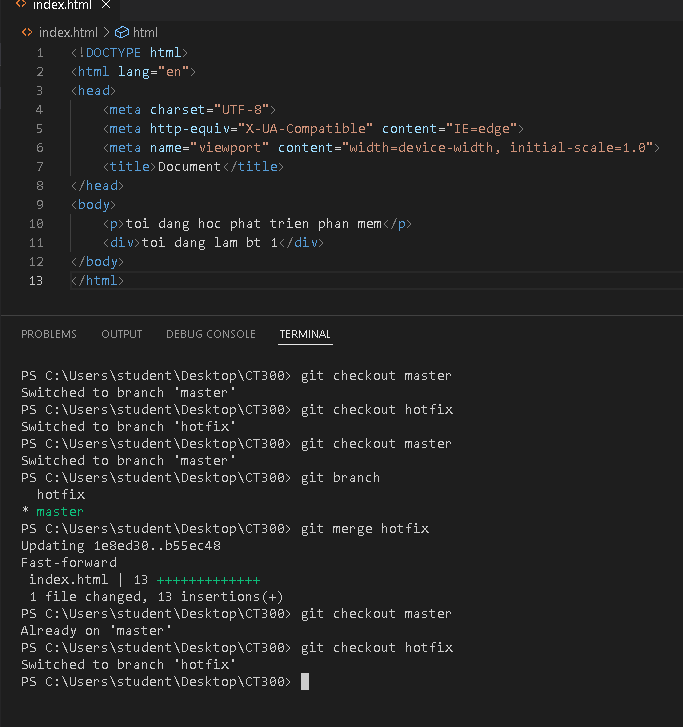 index.html
index.html > html
1 <!DOCTYPE html>
2 <html lang="en">
3 <head>
4 <meta charset="UTF-8">
5 <meta http-equiv="X-UA-Compatible" content="IE=edge">
6 <meta name="viewport" content="width=device-width, initial-scale=1.0">
7 <title>Document</title>
8 </head>
9 <body>
10 <p>toi dang hoc phat trien phan mem</p>
11 <div>toi dang lam bt 1</div>
12 </body>
13 </html>
PROBLEMS OUTPUT DEBUG CONSOLE TERMINAL
PS C:\Users\student\Desktop\CT300> git checkout master
Switched to branch 'master'
PS C:\Users\student\Desktop\CT300> git checkout hotfix
Switched to branch 'hotfix'
PS C:\Users\student\Desktop\CT300> git checkout master
Switched to branch 'master'
PS C:\Users\student\Desktop\CT300> git branch
hotfix
* master
PS C:\Users\student\Desktop\CT300> git merge hotfix
Updating 1e8ed30..b55ec48
Fast-forward
index.html | 13 +++++++++++++
1 file changed, 13 insertions(+)
PS C:\Users\student\Desktop\CT300> git checkout master
Already on 'master'
PS C:\Users\student\Desktop\CT300> git checkout hotfix
Switched to branch 'hotfix'
PS C:\Users\student\Desktop\CT300>